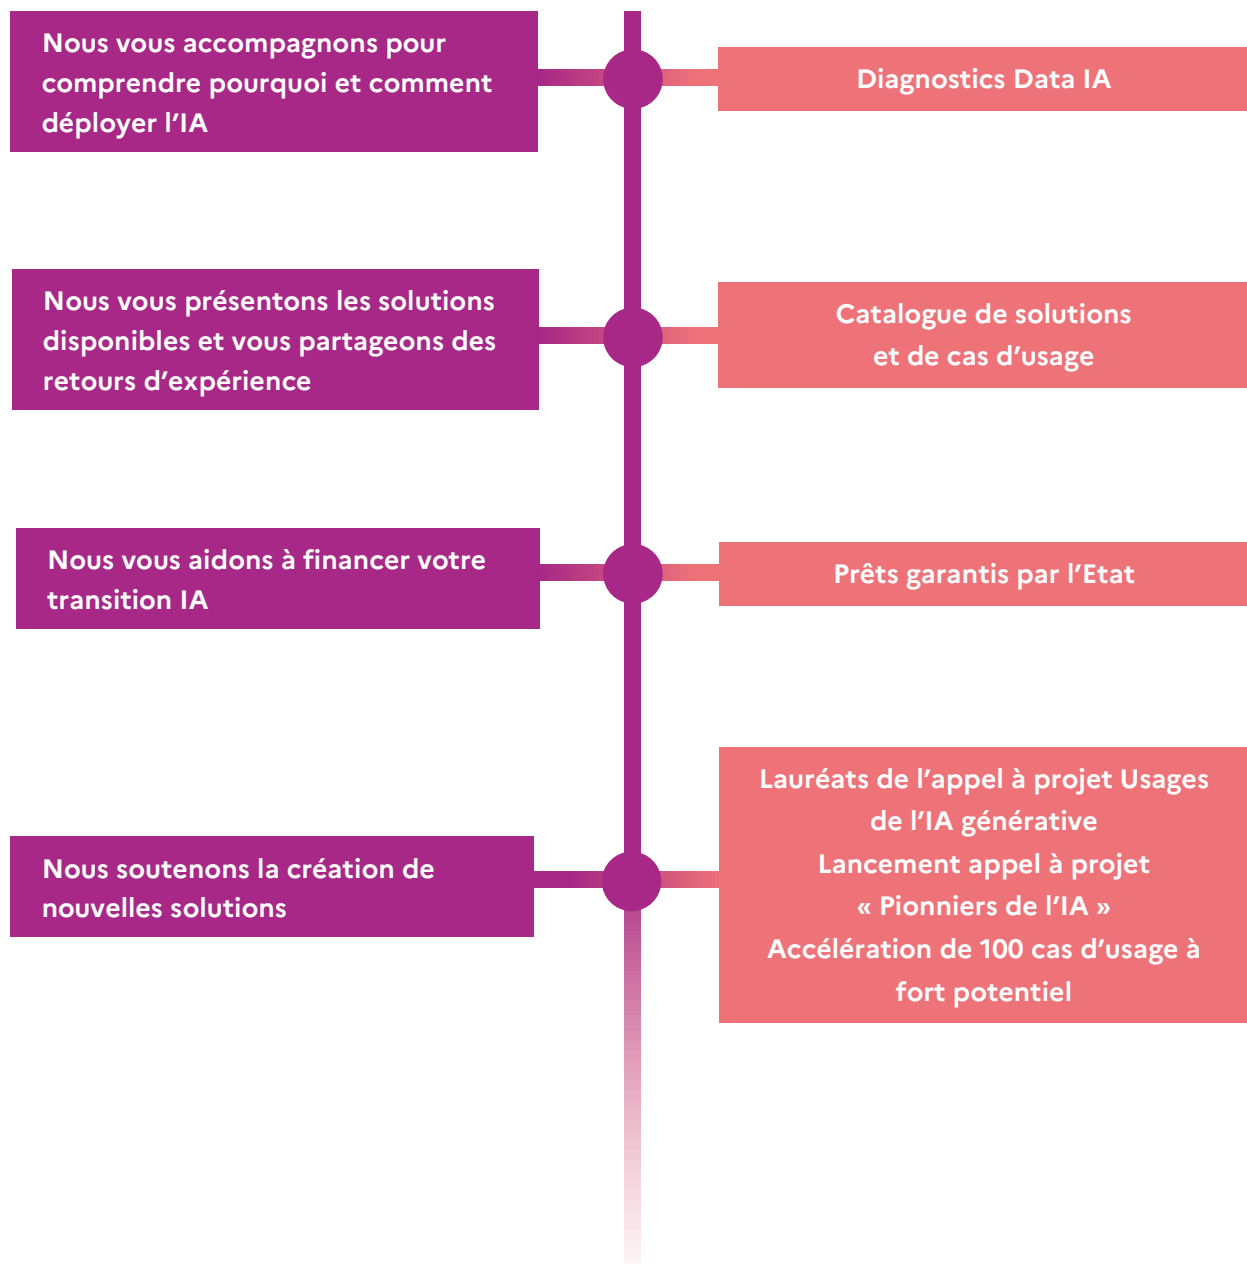 Nous vous accompagnons pour
comprendre pourquoi et comment
déployer l’IA
Diagnostics Data IA
Nous vous présentons les solutions
disponibles et vous partageons des
retours d’expérience
Catalogue de solutions
et de cas d’usage
Nous vous aidons à financer votre
transition IA
Prêts garantis par l’Etat
Nous soutenons la création de
nouvelles solutions
Lauréats de l’appel à projet Usages
de l’IA générative
Lancement appel à projet
« Pionniers de l’IA »
Accélération de 100 cas d’usage à
fort potentiel